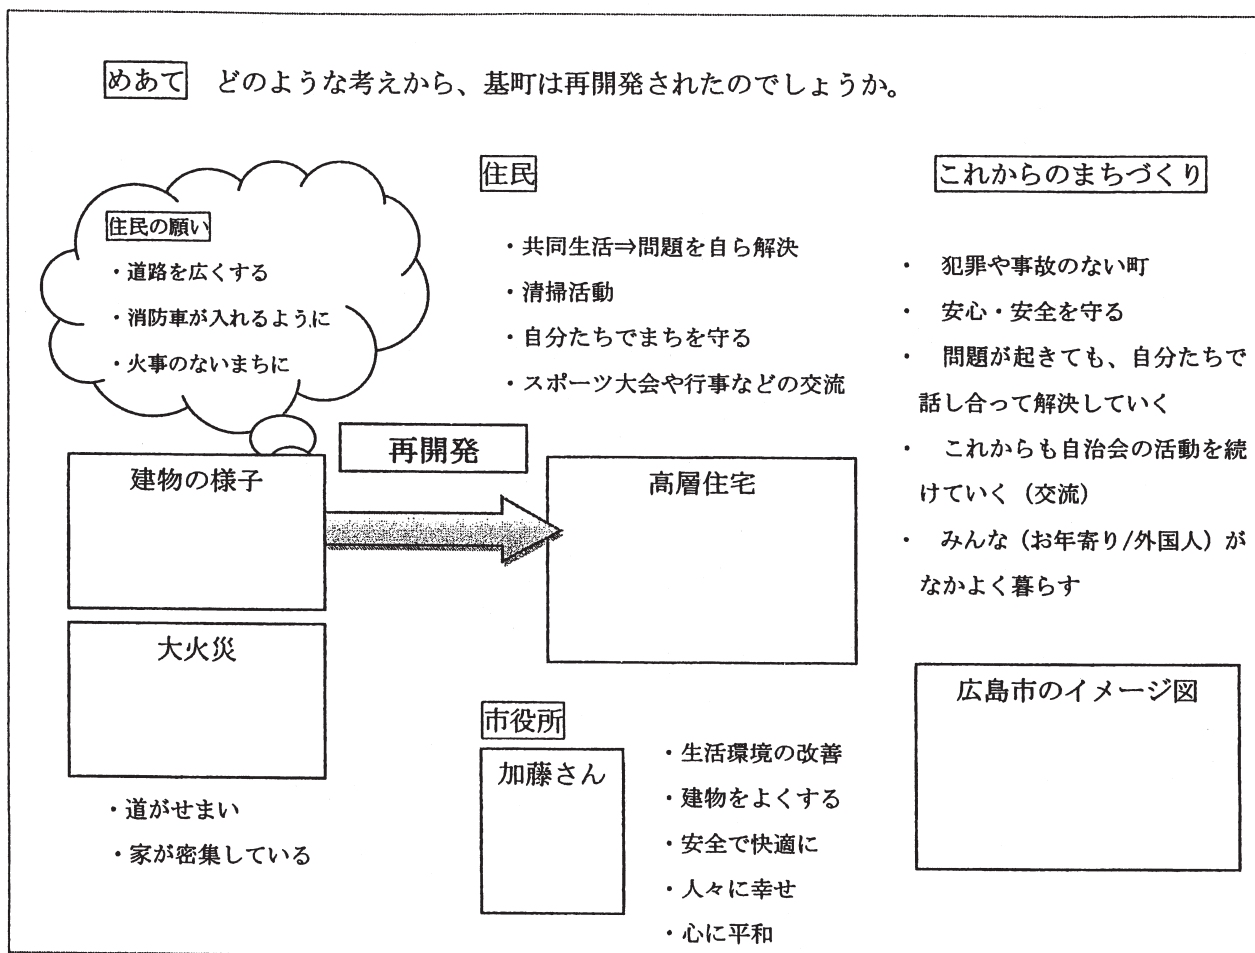 めあて どのような考えから、基町は再開発されたのでしょうか。
住民の願い
・道路を広くする
・消防車が入れるように
・火事のないまちに
建物の様子
大火災
・道がせまい
・家が密集している
再開発
住民
・共同生活⇒問題を自ら解決
・清掃活動
・自分たちでまちを守る
・スポーツ大会や行事などの交流
高層住宅
市役所
加藤さん
・生活環境の改善
・建物をよくする
・安全で快適に
・人々に幸せ
・心に平和
これからのまちづくり
・ 犯罪や事故のない町
・ 安心・安全を守る
・ 問題が起きても、自分たちで
話し合って解決していく
・ これからも自治会の活動を続
けていく（交流）
・ みんな（お年寄り/外国人）が
なかよく暮らす
広島市のイメージ図